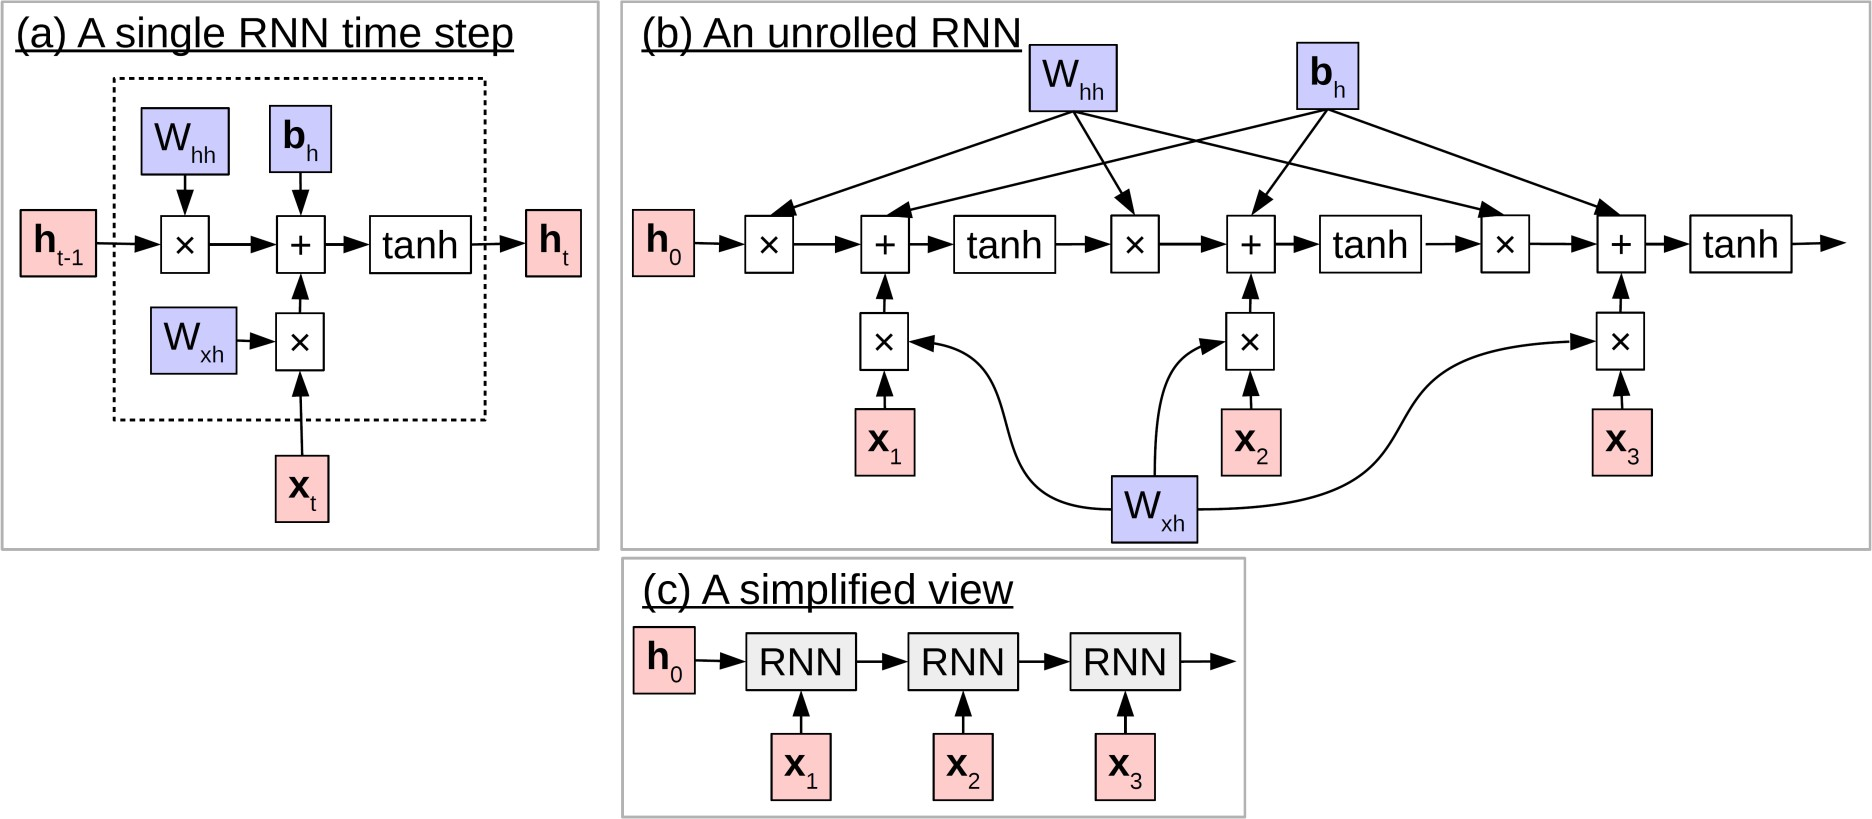 (a) A single RNN time step
W_hh b_h
h_t-1 × + tanh h_t
W_xh ×
x_t
(b) An unrolled RNN
W_hh b_h
h_0 × + tanh × + tanh × + tanh
× × ×
x_1 x_2 x_3
W_xh
(c) A simplified view
h_0 RNN RNN RNN
x_1 x_2 x_3